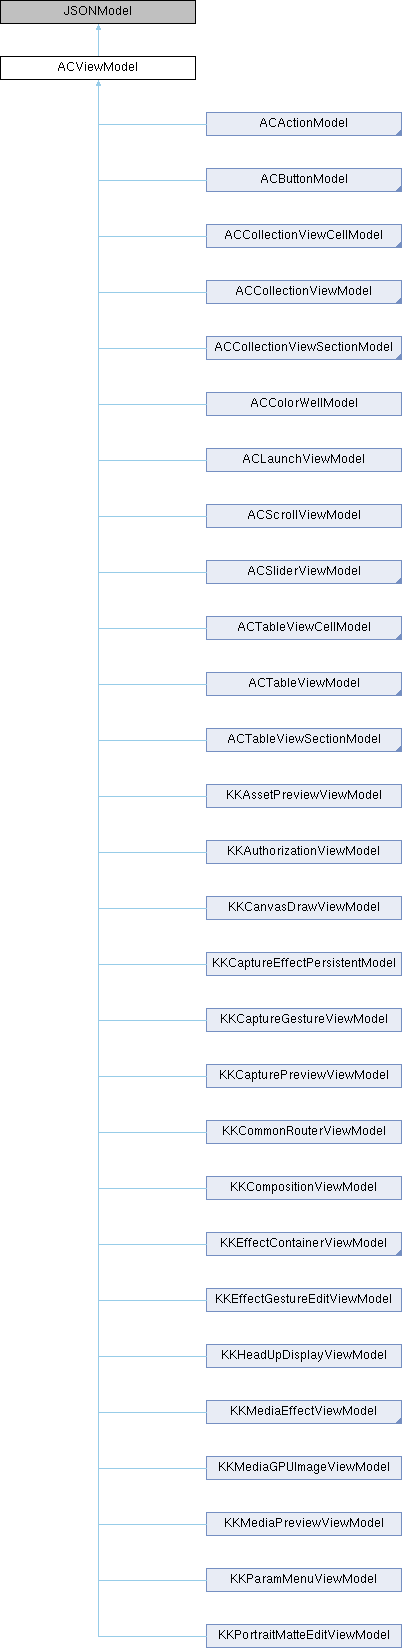 JSONModel
ACViewModel
ACActionModel
ACButtonModel
ACCollectionViewCellModel
ACCollectionViewModel
ACCollectionViewSectionModel
ACColorWellModel
ACLaunchViewModel
ACScrollViewModel
ACSliderViewModel
ACTableViewCellModel
ACTableViewModel
ACTableViewSectionModel
KKAssetPreviewViewModel
KKAuthorizationViewModel
KKCanvasDrawViewModel
KKCaptureEffectPersistentModel
KKCaptureGestureViewModel
KKCapturePreviewViewModel
KKCommonRouterViewModel
KKCompositionViewModel
KKEffectContainerViewModel
KKEffectGestureEditViewModel
KKHeadUpDisplayViewModel
KKMediaEffectViewModel
KKMediaGPUImageViewModel
KKMediaPreviewViewModel
KKParamMenuViewModel
KKPortraitMatteEditViewModel